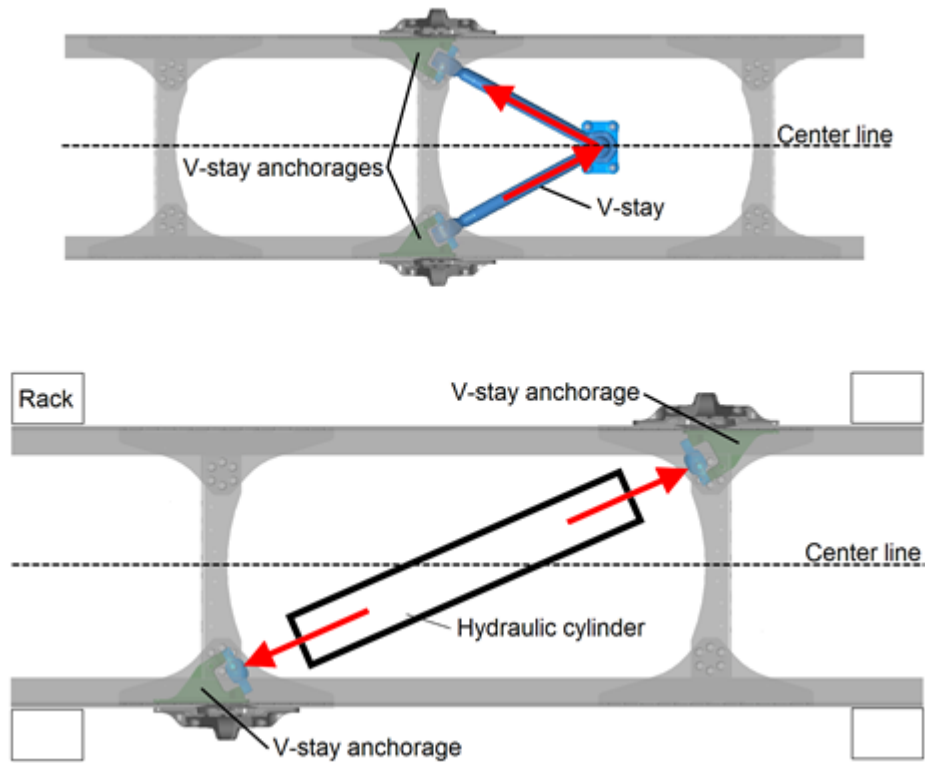 Center line
V-stay anchorages
V-stay
Rack
V-stay anchorage
Center line
Hydraulic cylinder
V-stay anchorage